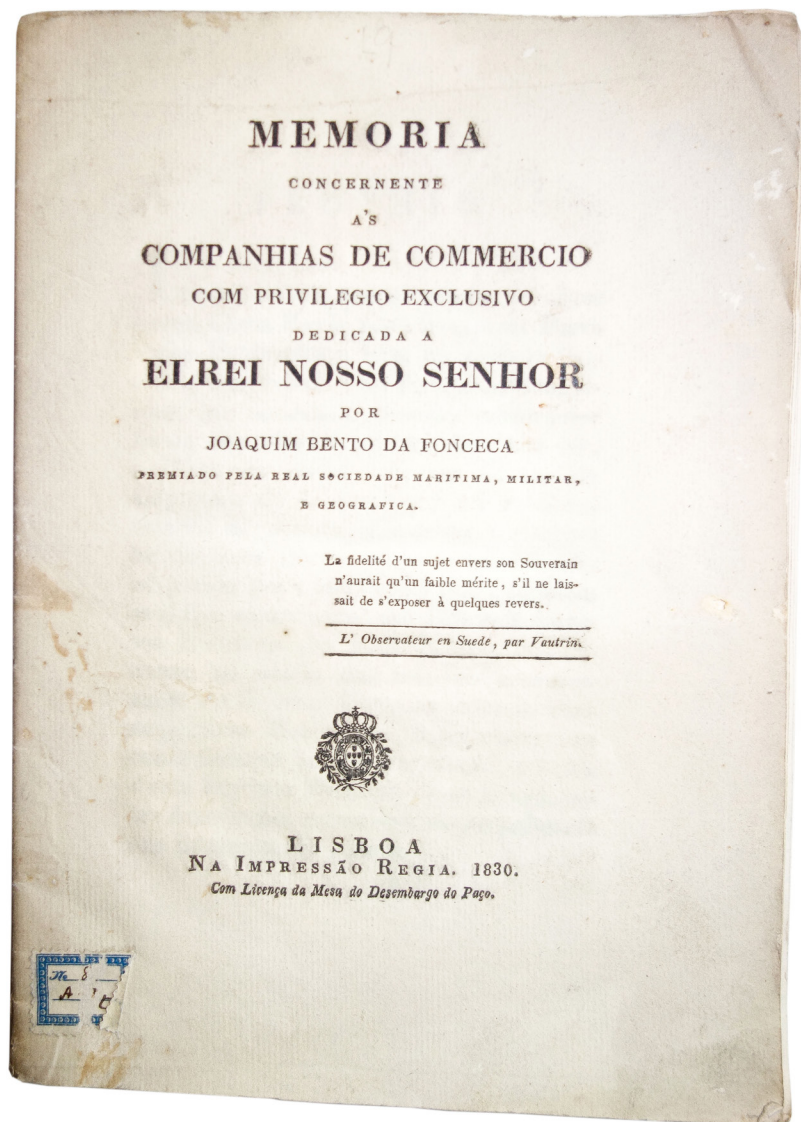 MEMORIA
CONCERNENTE
A'S
COMPANHIAS DE COMMERCIO
COM PRIVILEGIO EXCLUSIVO
DEDICADA A
ELREI NOSSO SENHOR
POR
JOAQUIM BENTO DA FONCECA
PREMIADO PELA REAL SOCIEDADE MARITIMA, MILITAR,
E GEOGRAFICA.
La fidelité d'un sujet envers son Souverain
n'aurait qu'un faible mérite, s'il ne lais-
sait de s'exposer à quelques revers.
L' Observateur en Suede, par Vautrin.
LISBOA
NA IMPRESSÃO REGIA. 1830.
Com Licença da Mesa do Desembargo do Paço.
No 8
A